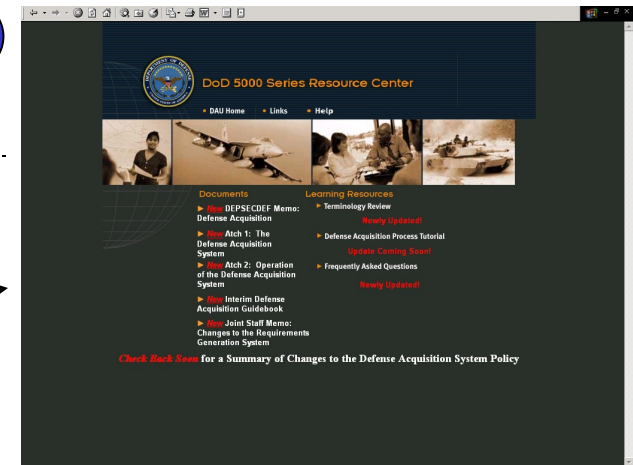 DoD 5000 Series Resource Center
DAU Home
Links
Help
Documents
New DEPSECDEF Memo:
Defense Acquisition
New Atch 1: The
Defense Acquisition
System
New Atch 2: Operation
of the Defense Acquisition
System
New Interim Defense
Acquisition Guidebook
New Joint Staff Memo:
Changes to the Requirements
Generation System
Learning Resources
Terminology Review
Newly Updated!
Defense Acquisition Process Tutorial
Update Coming Soon!
Frequently Asked Questions
Newly Updated!
Check Back Soon for a Summary of Changes to the Defense Acquisition System Policy